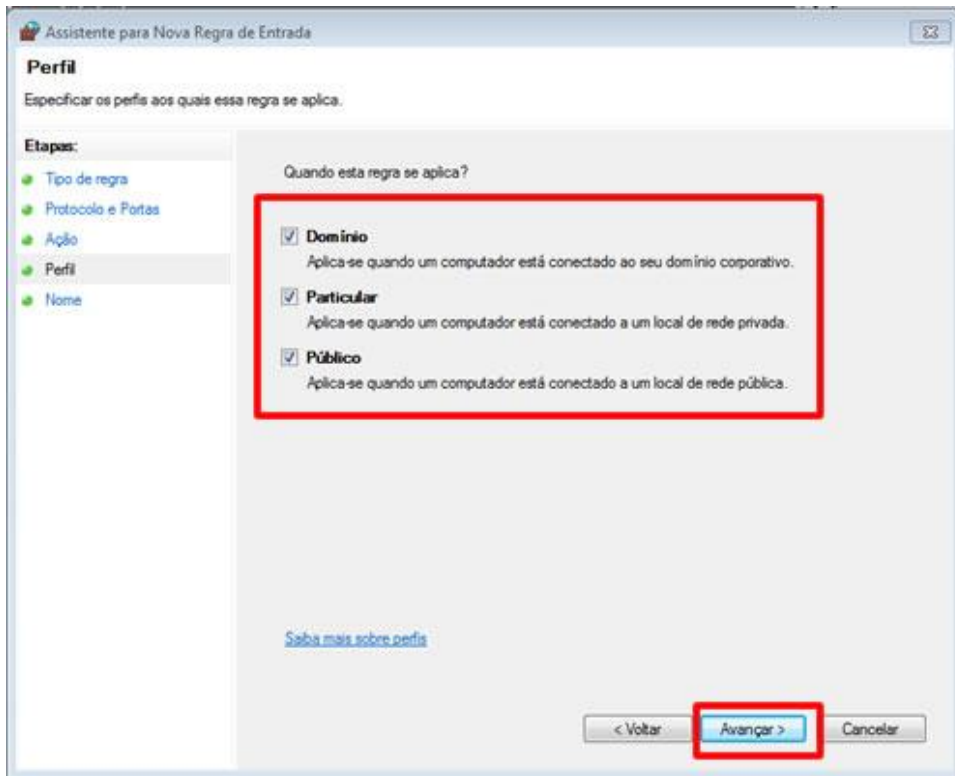 Assistente para Nova Regra de Entrada
Perfil
Especificar os perfis aos quais essa regra se aplica.
Etapas:
Tipo de regra
Protocolo e Portas
Ação
Perfil
Nome
Quando esta regra se aplica?
Domínio
Aplica-se quando um computador está conectado ao seu domínio corporativo.
Particular
Aplica-se quando um computador está conectado a um local de rede privada.
Público
Aplica-se quando um computador está conectado a um local de rede pública.
Saiba mais sobre perfis
< Voltar
Avançar >
Cancelar